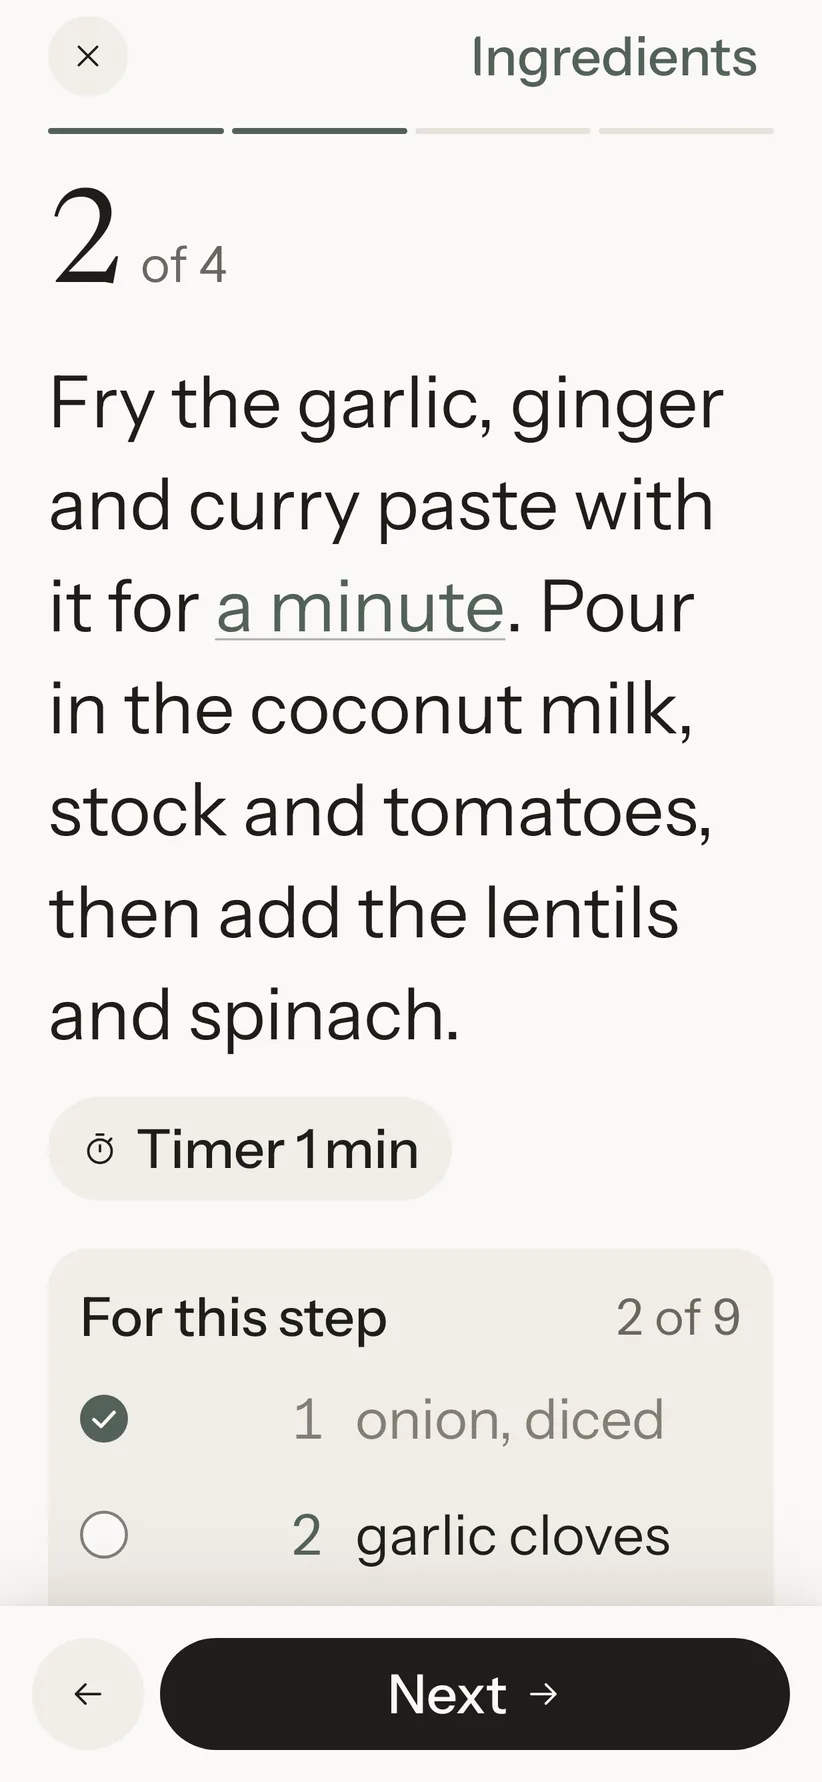 Ingredients
2 of 4
Fry the garlic, ginger
and curry paste with
it for a minute. Pour
in the coconut milk,
stock and tomatoes,
then add the lentils
and spinach.
Timer 1 min
For this step 2 of 9
1 onion, diced
2 garlic cloves
Next →